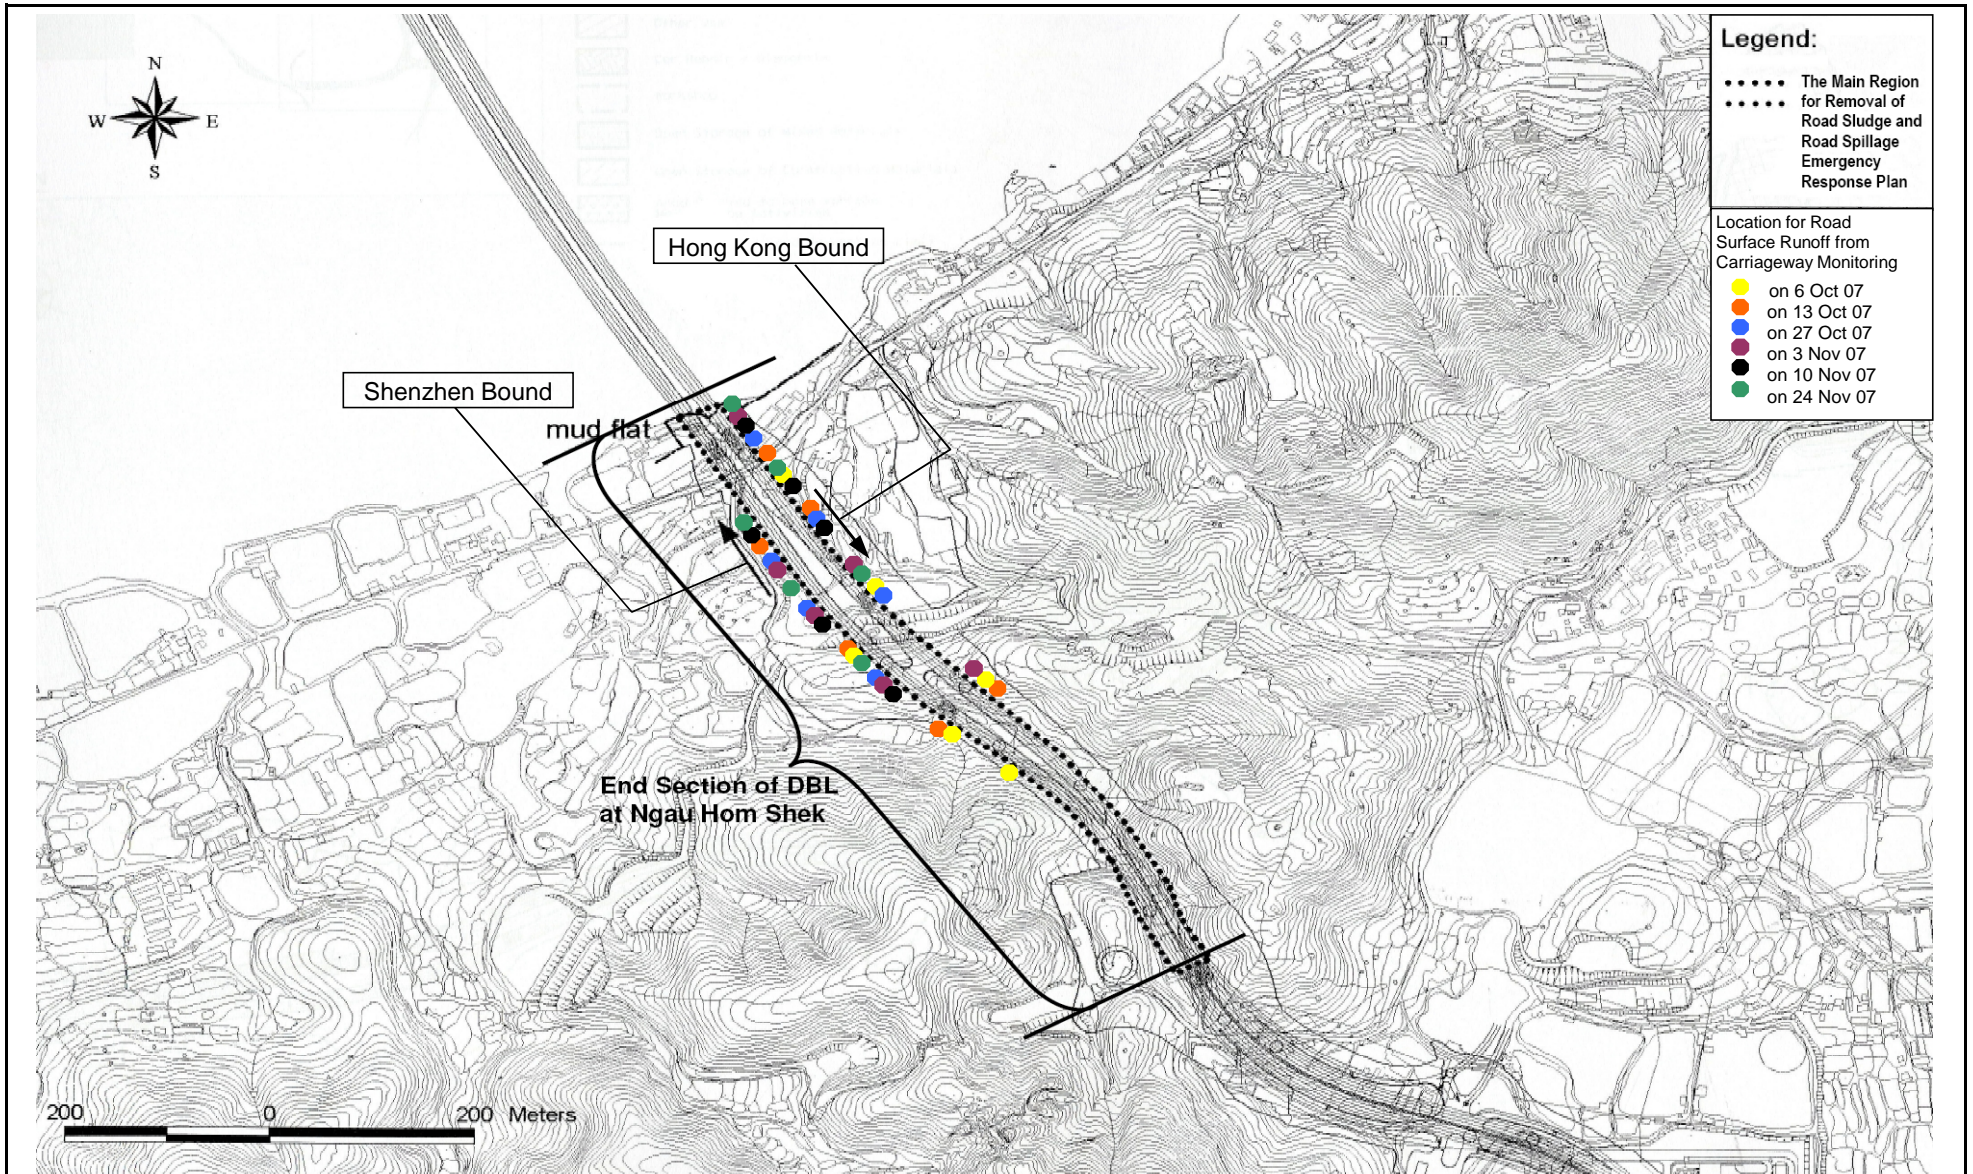 N
W E
S
Legend:
The Main Region
for Removal of
Road Sludge and
Road Spillage
Emergency
Response Plan
Location for Road
Surface Runoff from
Carriageway Monitoring
on 6 Oct 07
on 13 Oct 07
on 27 Oct 07
on 3 Nov 07
on 10 Nov 07
on 24 Nov 07
Hong Kong Bound
Shenzhen Bound
mud flat
End Section of DBL
at Ngau Hom Shek
200 0 200 Meters